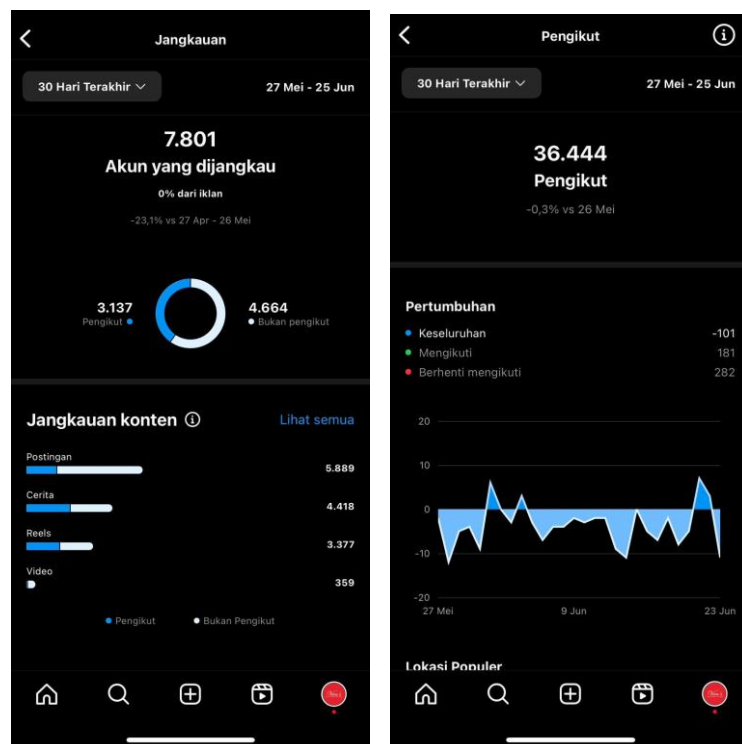 Jangkauan
30 Hari Terakhir
27 Mei - 25 Jun
7.801
Akun yang dijangkau
0% dari iklan
-23,1% vs 27 Apr - 26 Mei
3.137
Pengikut
4.664
Bukan pengikut
Jangkauan konten
Lihat semua
Postingan
5.889
Cerita
4.418
Reels
3.377
Video
359
Pengikut
Bukan Pengikut
Pengikut
30 Hari Terakhir
27 Mei - 25 Jun
36.444
Pengikut
-0,3% vs 26 Mei
Pertumbuhan
Keseluruhan -101
Mengikuti 181
Berhenti mengikuti 282
20
10
0
-10
-20
27 Mei
9 Jun
23 Jun
Lokasi Populer